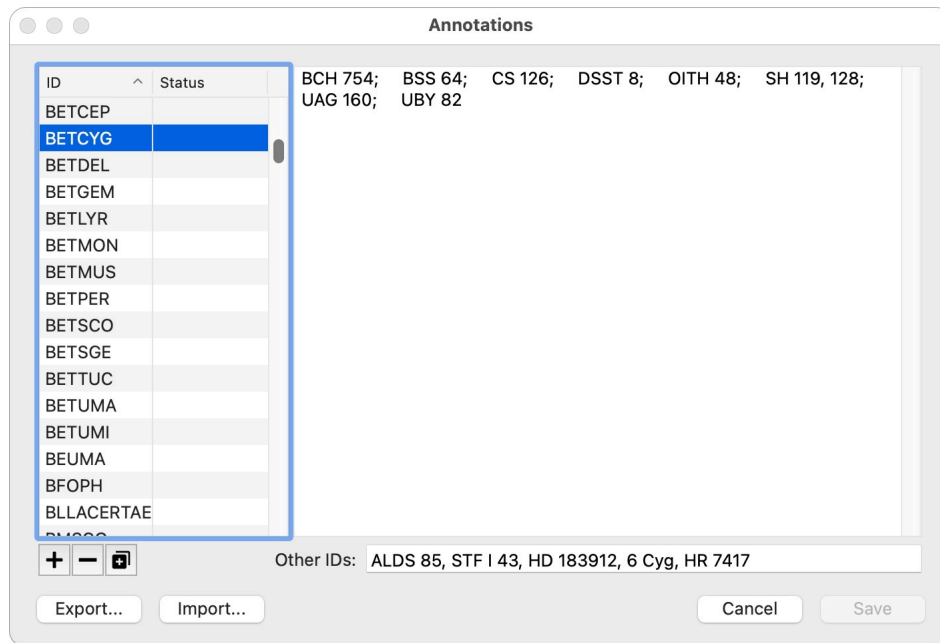 Annotations
ID Status
BETCEP
BETCYG
BETDEL
BETGEM
BETLYR
BETMON
BETMUS
BETPER
BETSCO
BETSGE
BETTUC
BETUMA
BETUMI
BEUMA
BFOPH
BLLACERTAE
BCH 754; BSS 64; CS 126; DSST 8; OITH 48; SH 119, 128;
UAG 160; UBY 82
Other IDs: ALDS 85, STF I 43, HD 183912, 6 Cyg, HR 7417
Export... Import... Cancel Save